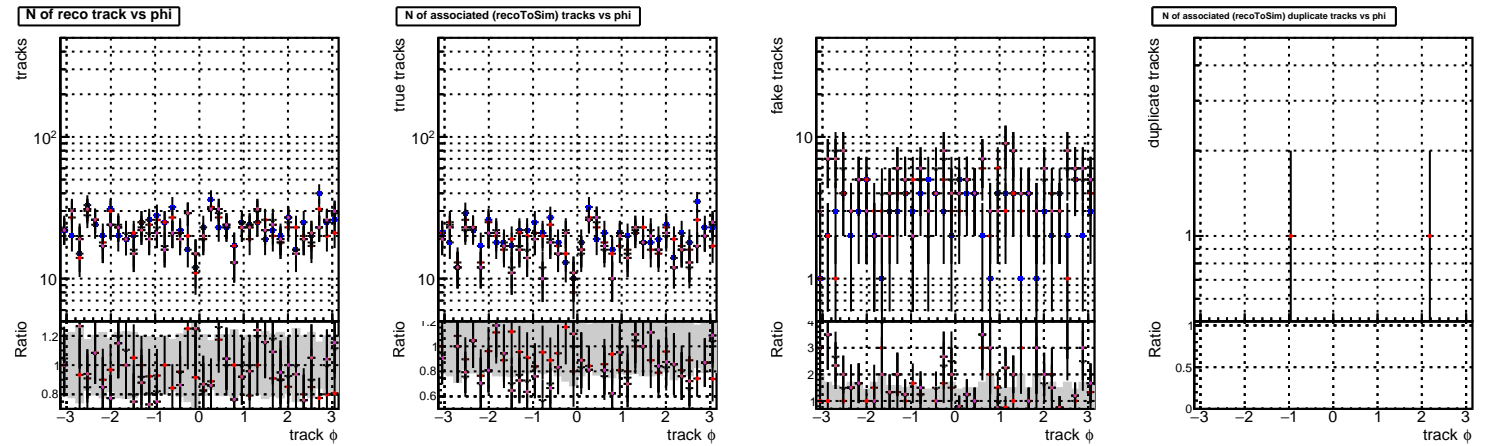 N of reco track vs phi
tracks
10²
10
Ratio
1.2
1
0.8
−3 −2 −1 0 1 2 3
track ϕ
N of associated (recoToSim) tracks vs phi
true tracks
10²
10
Ratio
1.2
1
0.8
0.6
−3 −2 −1 0 1 2 3
track ϕ
fake tracks
10
1
Ratio
4
3
2
1
−3 −2 −1 0 1 2 3
track ϕ
N of associated (recoToSim) duplicate tracks vs phi
duplicate tracks
1
Ratio
1
0.5
0
−3 −2 −1 0 1 2 3
track ϕ